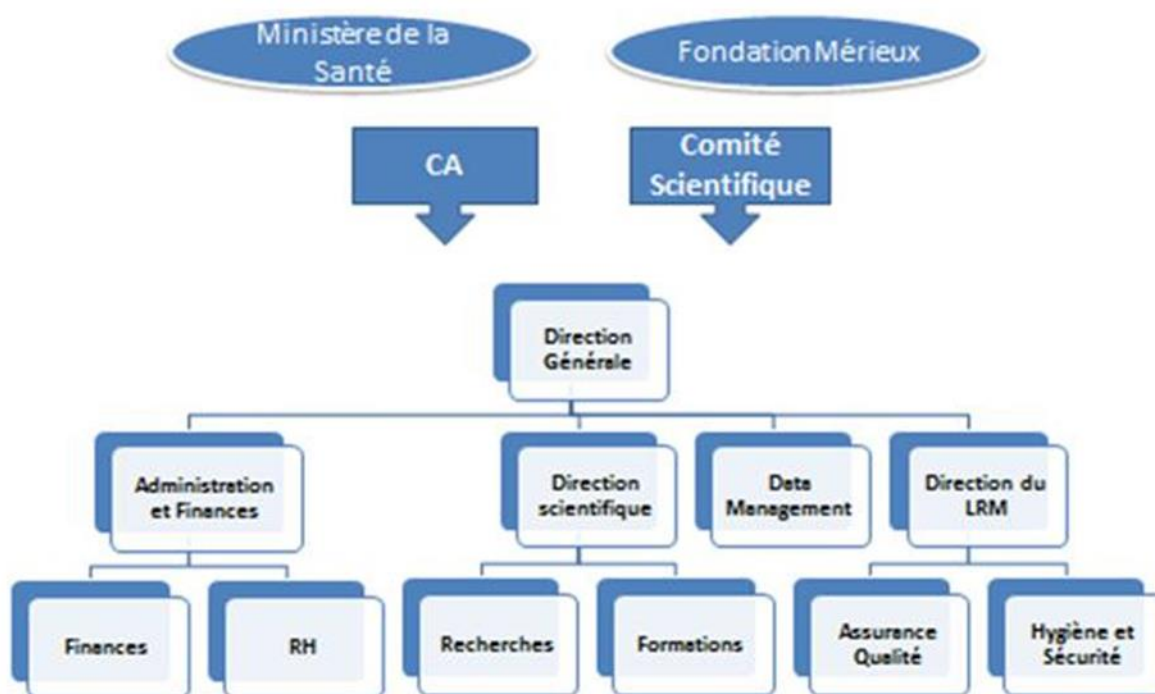 Ministère de la
Santé
Fondation Mérieux
CA
Comité
Scientifique
Direction
Générale
Administration
et Finances
Direction
scientifique
Data
Management
Direction du
LRM
Finances
RH
Recherches
Formations
Assurance
Qualité
Hygiène et
Sécurité